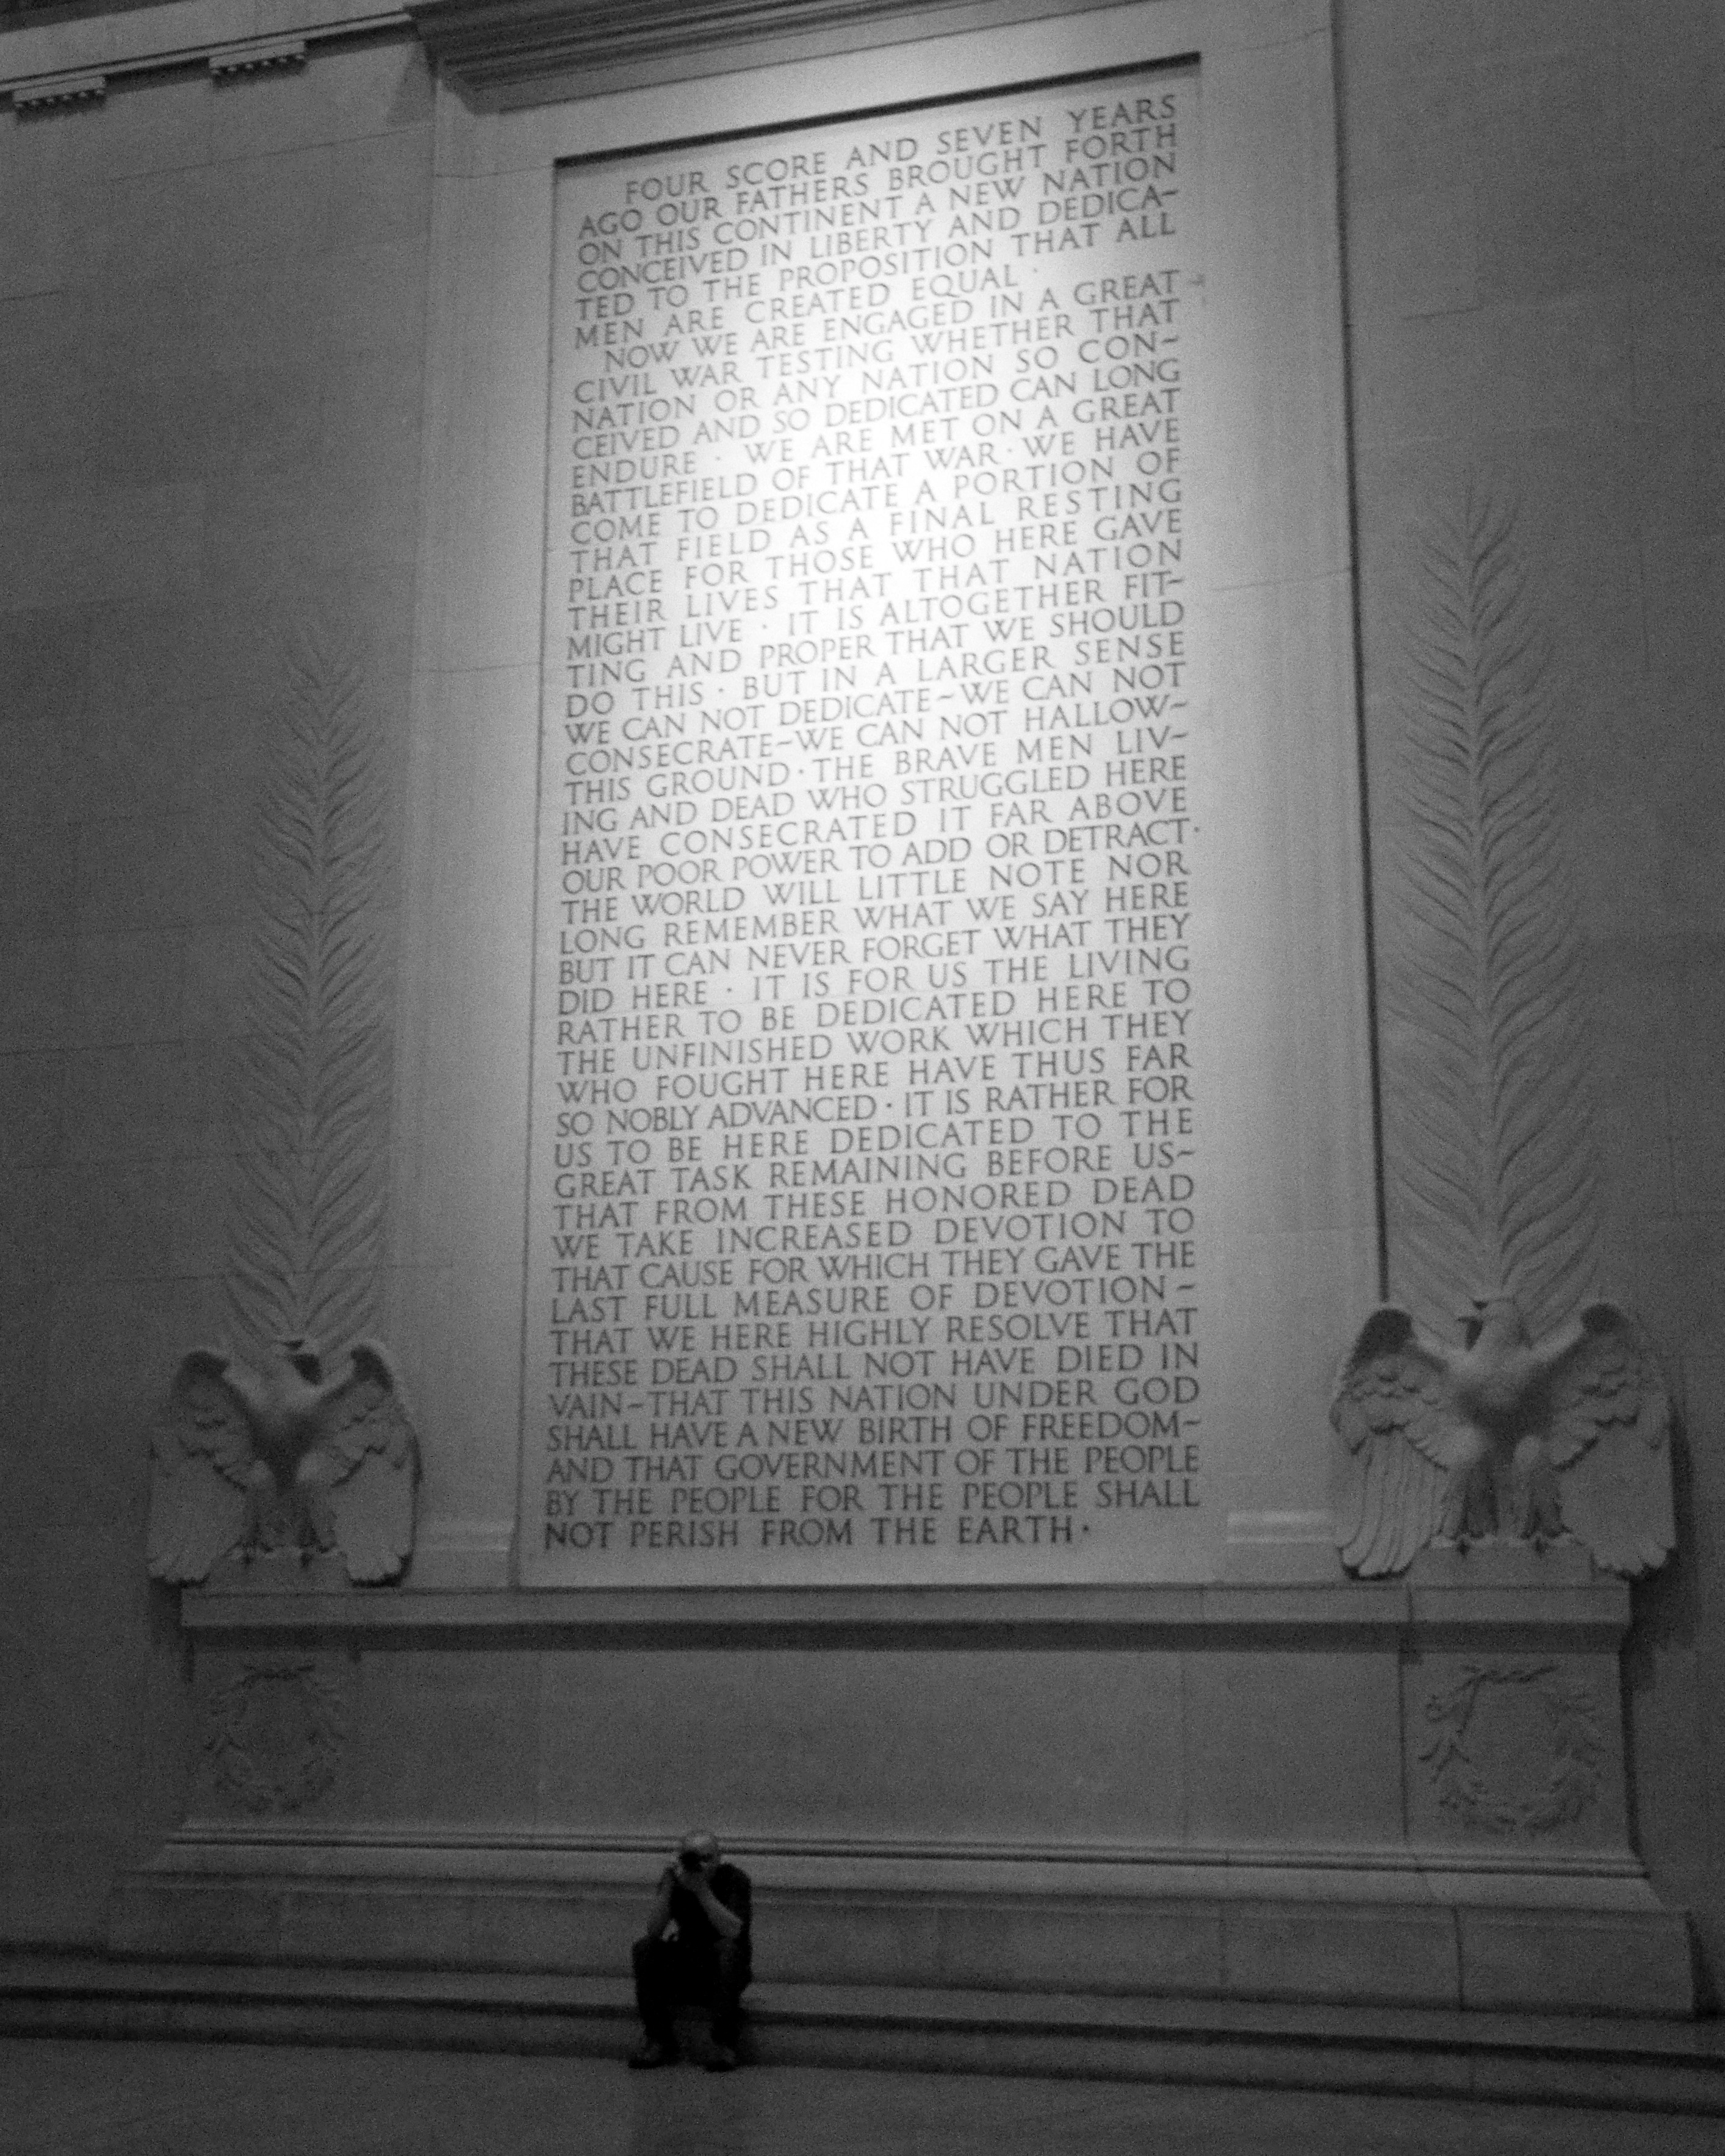 FOUR SCORE AND SEVEN YEARS
AGO OUR FATHERS BROUGHT FORTH
ON THIS CONTINENT A NEW NATION
CONCEIVED IN LIBERTY AND DEDICA~
TED TO THE PROPOSITION THAT ALL
MEN ARE CREATED EQUAL ·
NOW WE ARE ENGAGED IN A GREAT
CIVIL WAR TESTING WHETHER THAT
NATION OR ANY NATION SO CON~
CEIVED AND SO DEDICATED CAN LONG
ENDURE · WE ARE MET ON A GREAT
BATTLEFIELD OF THAT WAR · WE HAVE
COME TO DEDICATE A PORTION OF
THAT FIELD AS A FINAL RESTING
PLACE FOR THOSE WHO HERE GAVE
THEIR LIVES THAT THAT NATION
MIGHT LIVE · IT IS ALTOGETHER FIT~
TING AND PROPER THAT WE SHOULD
DO THIS · BUT IN A LARGER SENSE
WE CAN NOT DEDICATE~WE CAN NOT
CONSECRATE~WE CAN NOT HALLOW~
THIS GROUND · THE BRAVE MEN LIV~
ING AND DEAD WHO STRUGGLED HERE
HAVE CONSECRATED IT FAR ABOVE
OUR POOR POWER TO ADD OR DETRACT ·
THE WORLD WILL LITTLE NOTE NOR
LONG REMEMBER WHAT WE SAY HERE
BUT IT CAN NEVER FORGET WHAT THEY
DID HERE · IT IS FOR US THE LIVING
RATHER TO BE DEDICATED HERE TO
THE UNFINISHED WORK WHICH THEY
WHO FOUGHT HERE HAVE THUS FAR
SO NOBLY ADVANCED · IT IS RATHER FOR
US TO BE HERE DEDICATED TO THE
GREAT TASK REMAINING BEFORE US~
THAT FROM THESE HONORED DEAD
WE TAKE INCREASED DEVOTION TO
THAT CAUSE FOR WHICH THEY GAVE THE
LAST FULL MEASURE OF DEVOTION ~
THAT WE HERE HIGHLY RESOLVE THAT
THESE DEAD SHALL NOT HAVE DIED IN
VAIN~THAT THIS NATION UNDER GOD
SHALL HAVE A NEW BIRTH OF FREEDOM~
AND THAT GOVERNMENT OF THE PEOPLE
BY THE PEOPLE FOR THE PEOPLE SHALL
NOT PERISH FROM THE EARTH ·